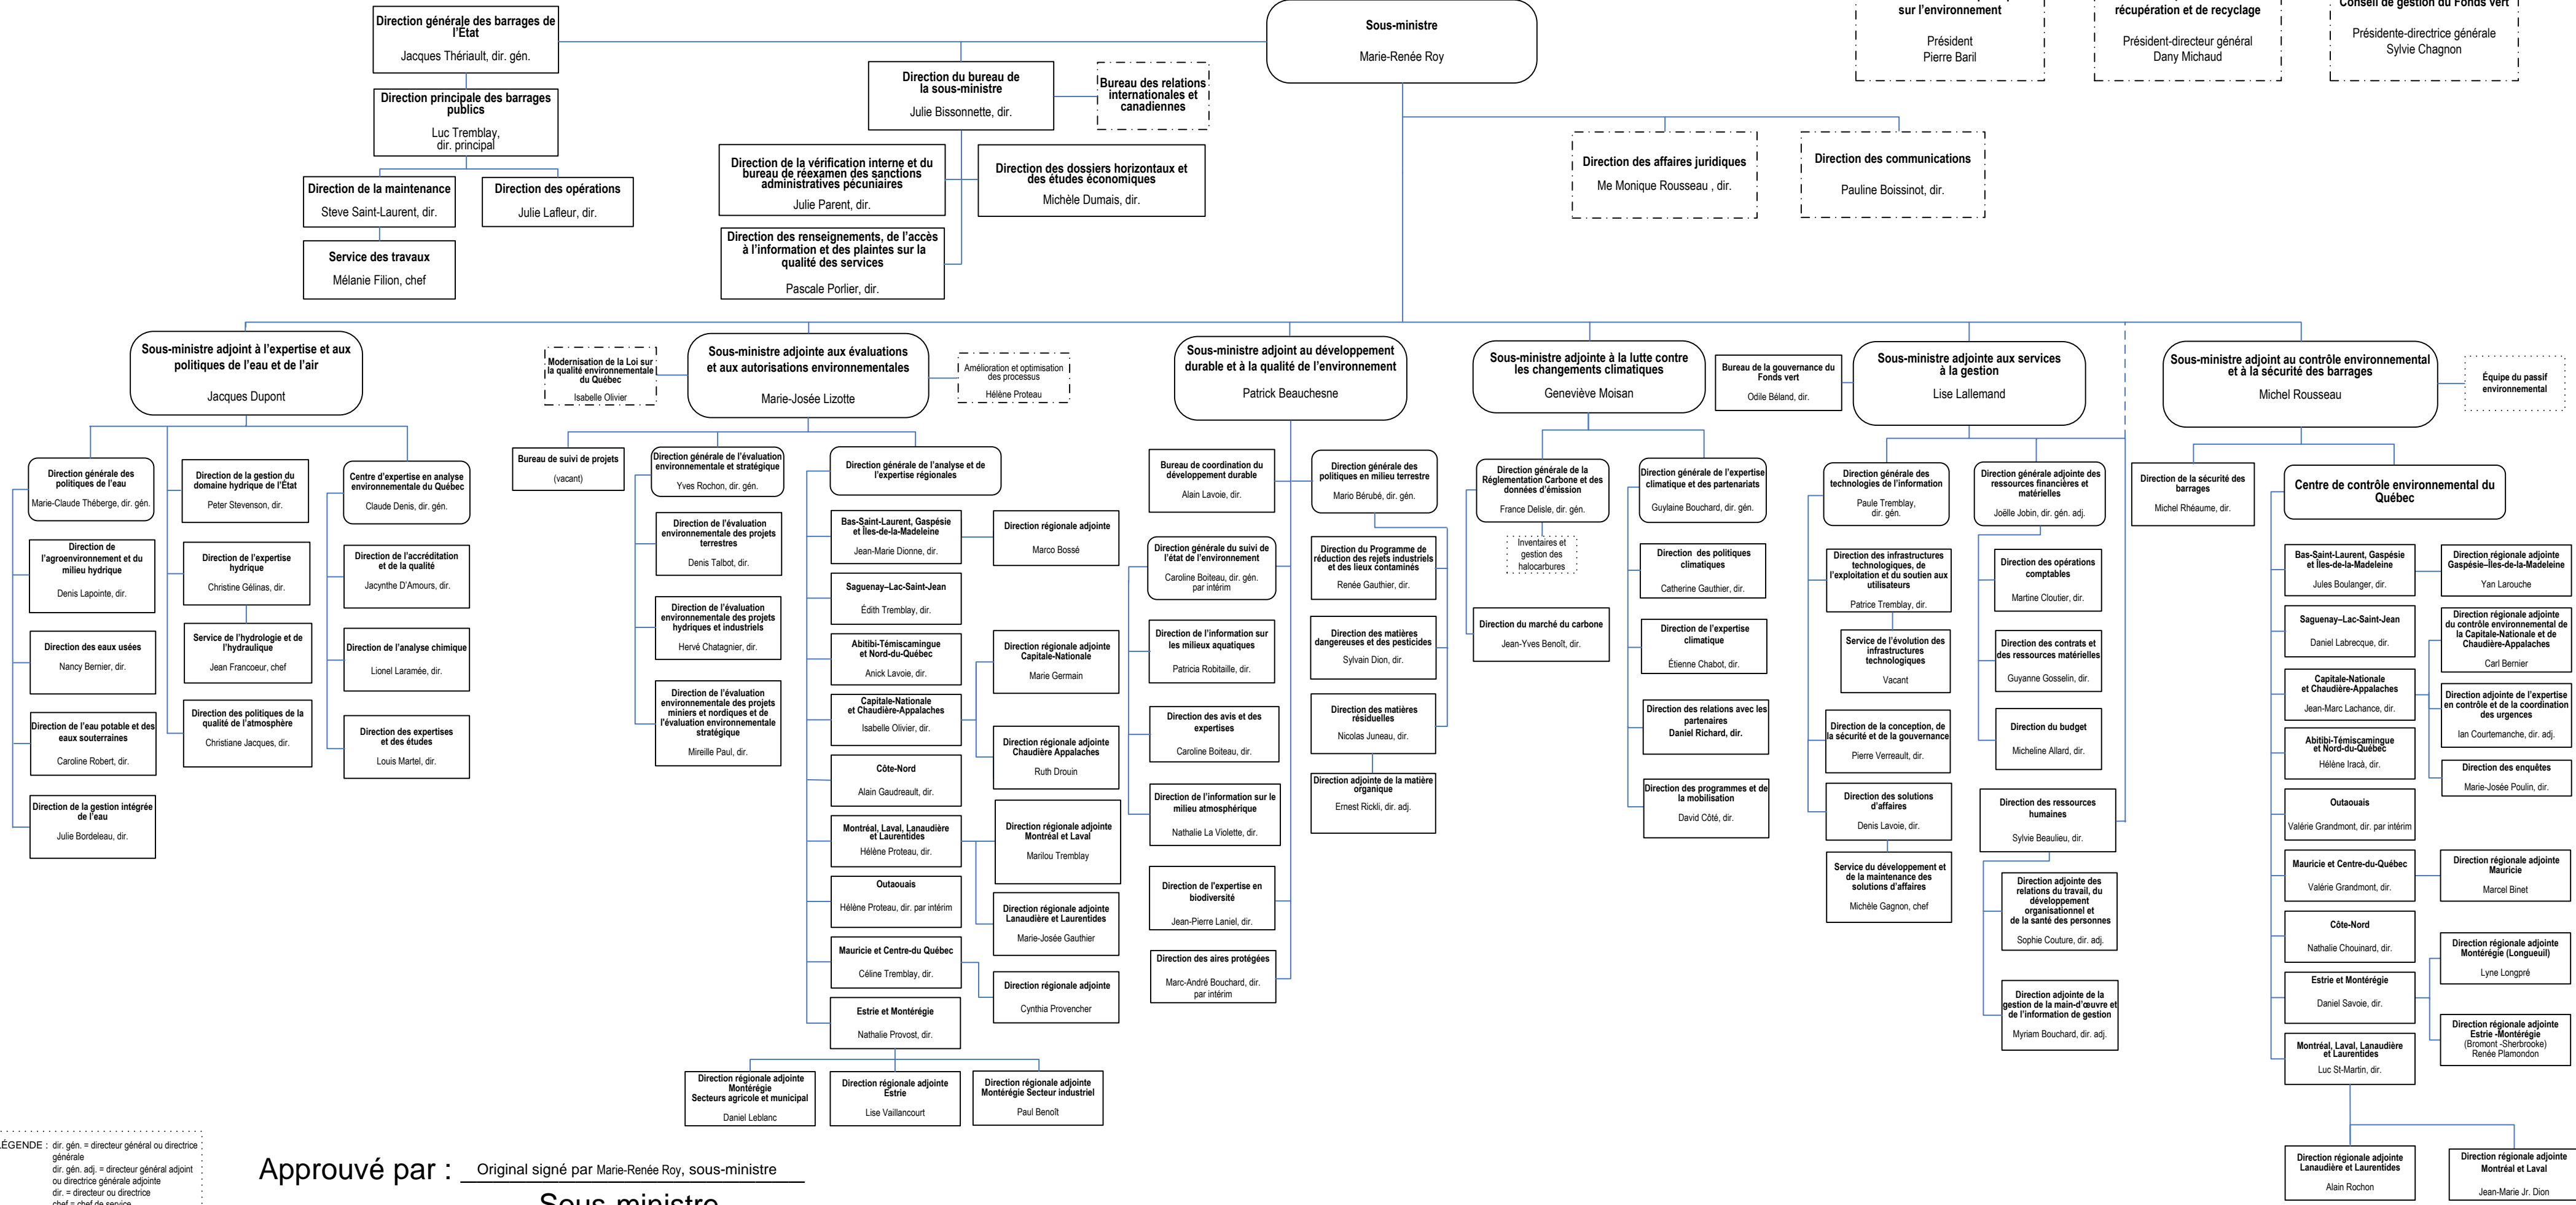 Direction générale des barrages de
l'État
Jacques Thériault, dir. gén.
Direction principale des barrages
publics
Luc Tremblay,
dir. principal
Direction de la maintenance
Steve Saint-Laurent, dir.
Direction des opérations
Julie Lafleur, dir.
Service des travaux
Mélanie Filion, chef
Sous-ministre
Marie-Renée Roy
Direction du bureau de
la sous-ministre
Julie Bissonnette, dir.
Bureau des relations
internationales et
canadiennes
Direction de la vérification interne et du
bureau de réexamen des sanctions
administratives pécuniaires
Julie Parent, dir.
Direction des dossiers horizontaux et
des études économiques
Michèle Dumais, dir.
Direction des renseignements, de l'accès
à l'information et des plaintes sur la
qualité des services
Pascale Porlier, dir.
sur l'environnement
Président
Pierre Baril
récupération et de recyclage
Président-directeur général
Dany Michaud
Conseil de gestion du Fonds vert
Présidente-directrice générale
Sylvie Chagnon
Direction des affaires juridiques
Me Monique Rousseau , dir.
Direction des communications
Pauline Boissinot, dir.
Sous-ministre adjoint à l'expertise et aux
politiques de l'eau et de l'air
Jacques Dupont
Direction générale des
politiques de l'eau
Marie-Claude Théberge, dir. gén.
Direction de
l'agroenvironnement et du
milieu hydrique
Denis Lapointe, dir.
Direction des eaux usées
Nancy Bernier, dir.
Direction de l'eau potable et des
eaux souterraines
Caroline Robert, dir.
Direction de la gestion intégrée
de l'eau
Julie Bordeleau, dir.
Direction de la gestion du
domaine hydrique de l'État
Peter Stevenson, dir.
Direction de l'expertise
hydrique
Christine Gélinas, dir.
Service de l'hydrologie et de
l'hydraulique
Jean Francoeur, chef
Direction des politiques de la
qualité de l'atmosphère
Christiane Jacques, dir.
Centre d'expertise en analyse
environnementale du Québec
Claude Denis, dir. gén.
Direction de l'accréditation
et de la qualité
Jacynthe D'Amours, dir.
Direction de l'analyse chimique
Lionel Laramée, dir.
Direction des expertises
et des études
Louis Martel, dir.
Modernisation de la Loi sur
la qualité environnementale
du Québec
Isabelle Olivier
Sous-ministre adjointe aux évaluations
et aux autorisations environnementales
Marie-Josée Lizotte
Amélioration et optimisation
des processus
Hélène Proteau
Bureau de suivi de projets
(vacant)
Direction générale de l'évaluation
environnementale et stratégique
Yves Rochon, dir. gén.
Direction de l'évaluation
environnementale des projets
terrestres
Denis Talbot, dir.
Direction de l'évaluation
environnementale des projets
hydriques et industriels
Hervé Chatagnier, dir.
Direction de l'évaluation
environnementale des projets
miniers et nordiques et de
l'évaluation environnementale
stratégique
Mireille Paul, dir.
Direction générale de l'analyse et de
l'expertise régionales
Bas-Saint-Laurent, Gaspésie
et Îles-de-la-Madeleine
Jean-Marie Dionne, dir.
Direction régionale adjointe
Marco Bossé
Saguenay–Lac-Saint-Jean
Édith Tremblay, dir.
Abitibi-Témiscamingue
et Nord-du-Québec
Anick Lavoie, dir.
Direction régionale adjointe
Capitale-Nationale
Marie Germain
Capitale-Nationale
et Chaudière-Appalaches
Isabelle Olivier, dir.
Direction régionale adjointe
Chaudière Appalaches
Ruth Drouin
Côte-Nord
Alain Gaudreault, dir.
Montréal, Laval, Lanaudière
et Laurentides
Hélène Proteau, dir.
Direction régionale adjointe
Montréal et Laval
Marilou Tremblay
Outaouais
Hélène Proteau, dir. par intérim
Direction régionale adjointe
Lanaudière et Laurentides
Marie-Josée Gauthier
Mauricie et Centre-du Québec
Céline Tremblay, dir.
Direction régionale adjointe
Cynthia Provencher
Estrie et Montérégie
Nathalie Provost, dir.
Direction régionale adjointe
Montérégie
Secteurs agricole et municipal
Daniel Leblanc
Direction régionale adjointe
Estrie
Lise Vaillancourt
Direction régionale adjointe
Montérégie Secteur industriel
Paul Benoît
Sous-ministre adjoint au développement
durable et à la qualité de l'environnement
Patrick Beauchesne
Bureau de coordination du
développement durable
Alain Lavoie, dir.
Direction générale du suivi de
l'état de l'environnement
Caroline Boiteau, dir. gén.
par intérim
Direction de l'information sur
les milieux aquatiques
Patricia Robitaille, dir.
Direction des avis et des
expertises
Caroline Boiteau, dir.
Direction de l'information sur le
milieu atmosphérique
Nathalie La Violette, dir.
Direction de l'expertise en
biodiversité
Jean-Pierre Laniel, dir.
Direction des aires protégées
Marc-André Bouchard, dir.
par intérim
Direction générale des
politiques en milieu terrestre
Mario Bérubé, dir. gén.
Direction du Programme de
réduction des rejets industriels
et des lieux contaminés
Renée Gauthier, dir.
Direction des matières
dangereuses et des pesticides
Sylvain Dion, dir.
Direction des matières
résiduelles
Nicolas Juneau, dir.
Direction adjointe de la matière
organique
Ernest Rickli, dir. adj.
Sous-ministre adjointe à la lutte contre
les changements climatiques
Geneviève Moisan
Direction générale de la
Réglementation Carbone et des
données d'émission
France Delisle, dir. gén.
Inventaires et
gestion des
halocarbures
Direction du marché du carbone
Jean-Yves Benoît, dir.
Direction générale de l'expertise
climatique et des partenariats
Guylaine Bouchard, dir. gén.
Direction des politiques
climatiques
Catherine Gauthier, dir.
Direction de l'expertise
climatique
Étienne Chabot, dir.
Direction des relations avec les
partenaires
Daniel Richard, dir.
Direction des programmes et de
la mobilisation
David Côté, dir.
Bureau de la gouvernance du
Fonds vert
Odile Béland, dir.
Sous-ministre adjointe aux services
à la gestion
Lise Lallemand
Direction générale des
technologies de l'information
Paule Tremblay,
dir. gén.
Direction des infrastructures
technologiques, de
l'exploitation et du soutien aux
utilisateurs
Patrice Tremblay, dir.
Service de l'évolution des
infrastructures
technologiques
Vacant
Direction de la conception, de
la sécurité et de la gouvernance
Pierre Verreault, dir.
Direction des solutions
d'affaires
Denis Lavoie, dir.
Service du développement et
de la maintenance des
solutions d'affaires
Michèle Gagnon, chef
Direction générale adjointe des
ressources financières et
matérielles
Joëlle Jobin, dir. gén. adj.
Direction des opérations
comptables
Martine Cloutier, dir.
Direction des contrats et
des ressources matérielles
Guyanne Gosselin, dir.
Direction du budget
Micheline Allard, dir.
Direction des ressources
humaines
Sylvie Beaulieu, dir.
Direction adjointe des
relations du travail, du
développement
organisationnel et
de la santé des personnes
Sophie Couture, dir. adj.
Direction adjointe de la
gestion de la main-d'œuvre et
de l'information de gestion
Myriam Bouchard, dir. adj.
Sous-ministre adjoint au contrôle environnemental
et à la sécurité des barrages
Michel Rousseau
Équipe du passif
environnemental
Direction de la sécurité des
barrages
Michel Rhéaume, dir.
Centre de contrôle environnemental du
Québec
Bas-Saint-Laurent, Gaspésie
et Îles-de-la-Madeleine
Jules Boulanger, dir.
Direction régionale adjointe
Gaspésie–Îles-de-la-Madeleine
Yan Larouche
Saguenay–Lac-Saint-Jean
Daniel Labrecque, dir.
Direction régionale adjointe
du contrôle environnemental de
la Capitale-Nationale et de
Chaudière-Appalaches
Carl Bernier
Capitale-Nationale
et Chaudière-Appalaches
Jean-Marc Lachance, dir.
Direction adjointe de l'expertise
en contrôle et de la coordination
des urgences
Ian Courtemanche, dir. adj.
Abitibi-Témiscamingue
et Nord-du-Québec
Hélène Iracà, dir.
Direction des enquêtes
Marie-Josée Poulin, dir.
Outaouais
Valérie Grandmont, dir. par intérim
Mauricie et Centre-du-Québec
Valérie Grandmont, dir.
Direction régionale adjointe
Mauricie
Marcel Binet
Côte-Nord
Nathalie Chouinard, dir.
Direction régionale adjointe
Montérégie (Longueuil)
Lyne Longpré
Estrie et Montérégie
Daniel Savoie, dir.
Direction régionale adjointe
Estrie -Montérégie
(Bromont -Sherbrooke)
Renée Plamondon
Montréal, Laval, Lanaudière
et Laurentides
Luc St-Martin, dir.
Direction régionale adjointe
Lanaudière et Laurentides
Alain Rochon
Direction régionale adjointe
Montréal et Laval
Jean-Marie Jr. Dion
LÉGENDE : dir. gén. = directeur général ou directrice
générale
dir. gén. adj. = directeur général adjoint
ou directrice générale adjointe
dir. = directeur ou directrice
chef = chef de service
Approuvé par : Original signé par Marie-Renée Roy, sous-ministre
Sous-ministre